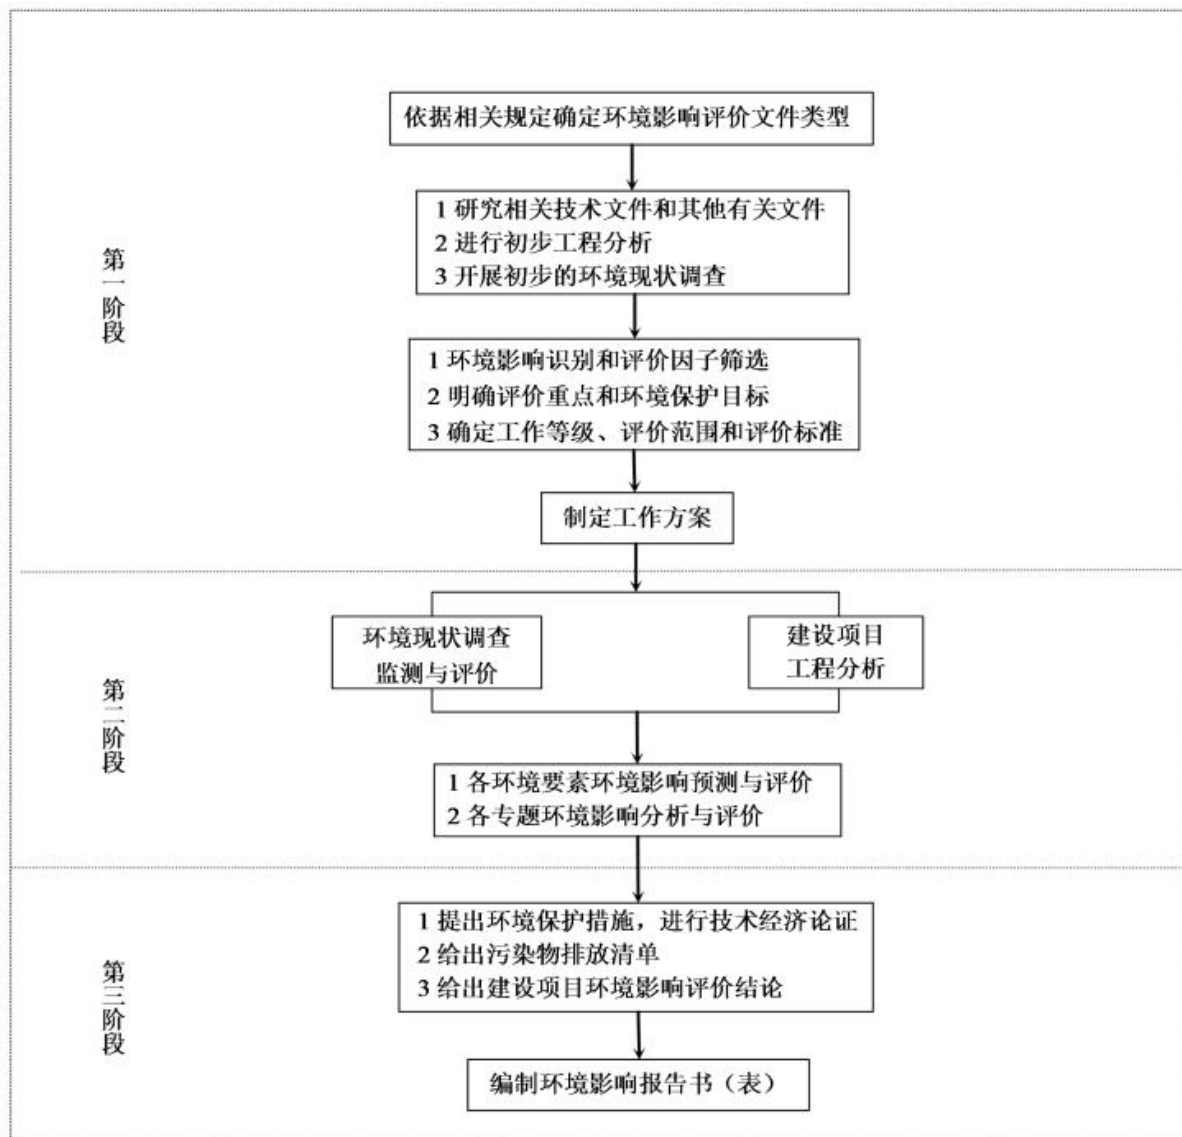 依据相关规定确定环境影响评价文件类型
1 研究相关技术文件和其他有关文件
2 进行初步工程分析
3 开展初步的环境现状调查
第一阶段
1 环境影响识别和评价因子筛选
2 明确评价重点和环境保护目标
3 确定工作等级、评价范围和评价标准
制定工作方案
环境现状调查
监测与评价
建设项目
工程分析
第二阶段
1 各环境要素环境影响预测与评价
2 各专题环境影响分析与评价
1 提出环境保护措施，进行技术经济论证
2 给出污染物排放清单
3 给出建设项目环境影响评价结论
第三阶段
编制环境影响报告书（表）